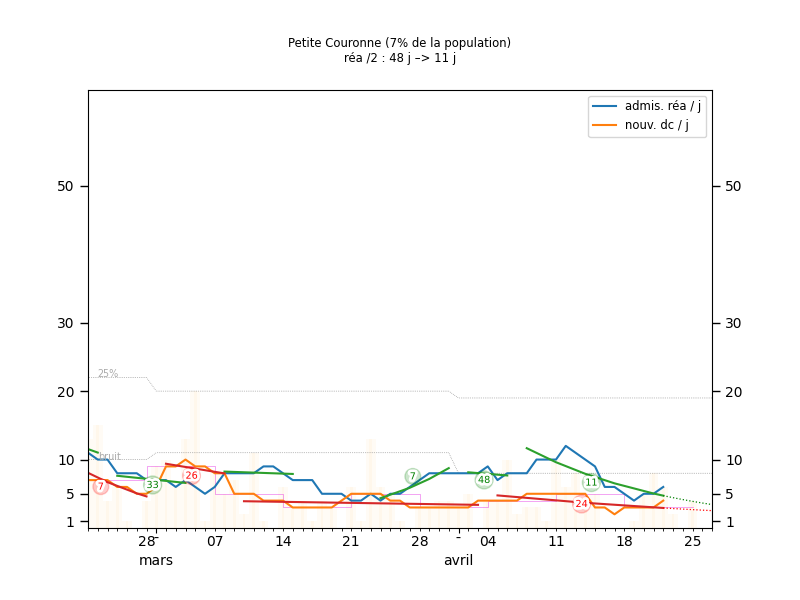 Petite Couronne (7% de la population)
réa /2 : 48 j –> 11 j
admis. réa / j
nouv. dc / j
50 50
30 30
25%
20 20
bruit
10 10
7 33 26 7 48 11 24
5 5
1 1
28 07 14 21 28 04 11 18 25
mars avril